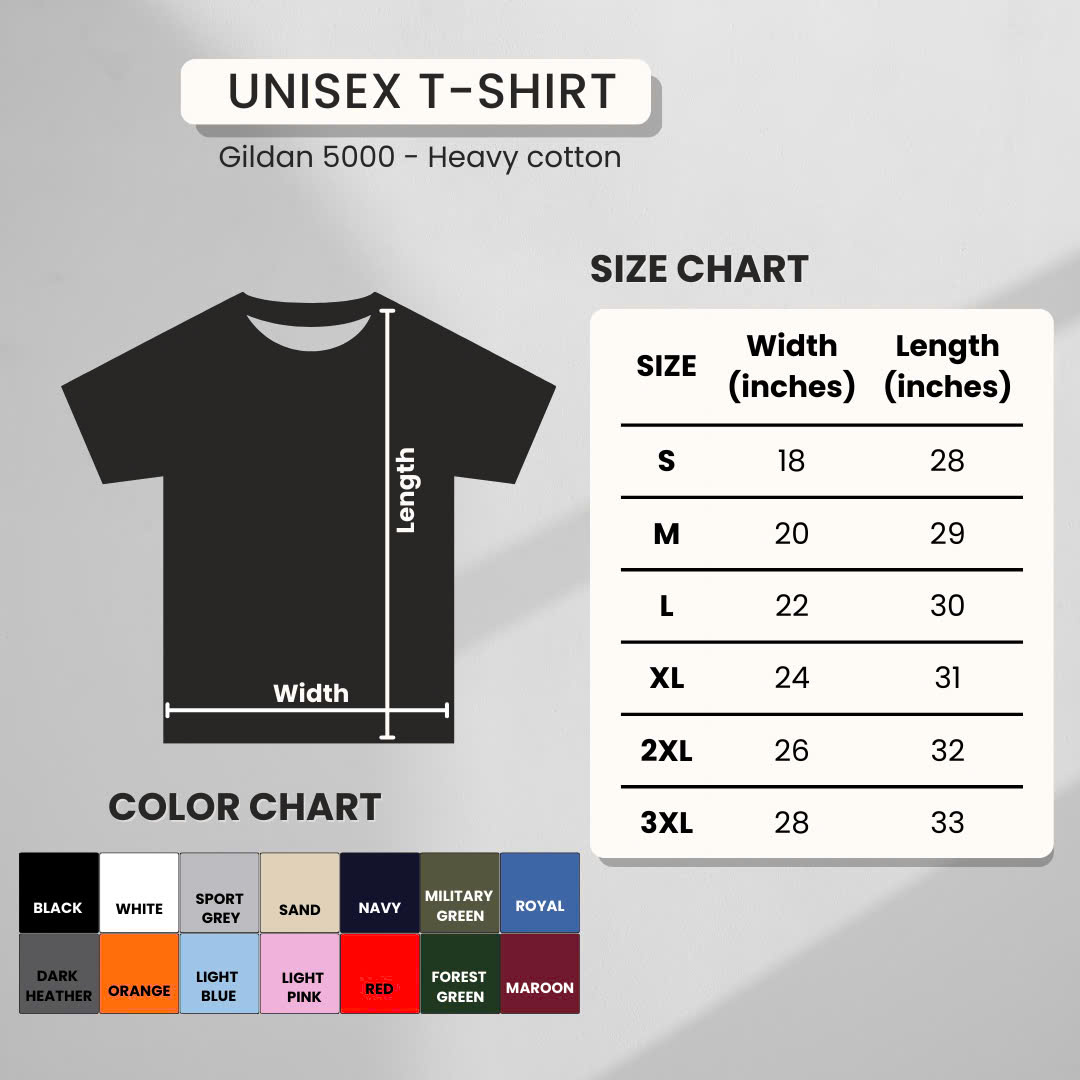 UNISEX T-SHIRT
Gildan 5000 - Heavy cotton
SIZE CHART
SIZE Width (inches) Length (inches)
S 18 28
M 20 29
L 22 30
XL 24 31
2XL 26 32
3XL 28 33
Length
Width
COLOR CHART
BLACK
WHITE
SPORT
GREY
SAND
NAVY
MILITARY
GREEN
ROYAL
DARK
HEATHER
ORANGE
LIGHT
BLUE
LIGHT
PINK
RED
FOREST
GREEN
MAROON